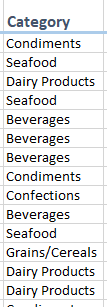 Category
Condiments
Seafood
Dairy Products
Seafood
Beverages
Beverages
Beverages
Condiments
Confections
Beverages
Seafood
Grains/Cereals
Dairy Products
Dairy Products